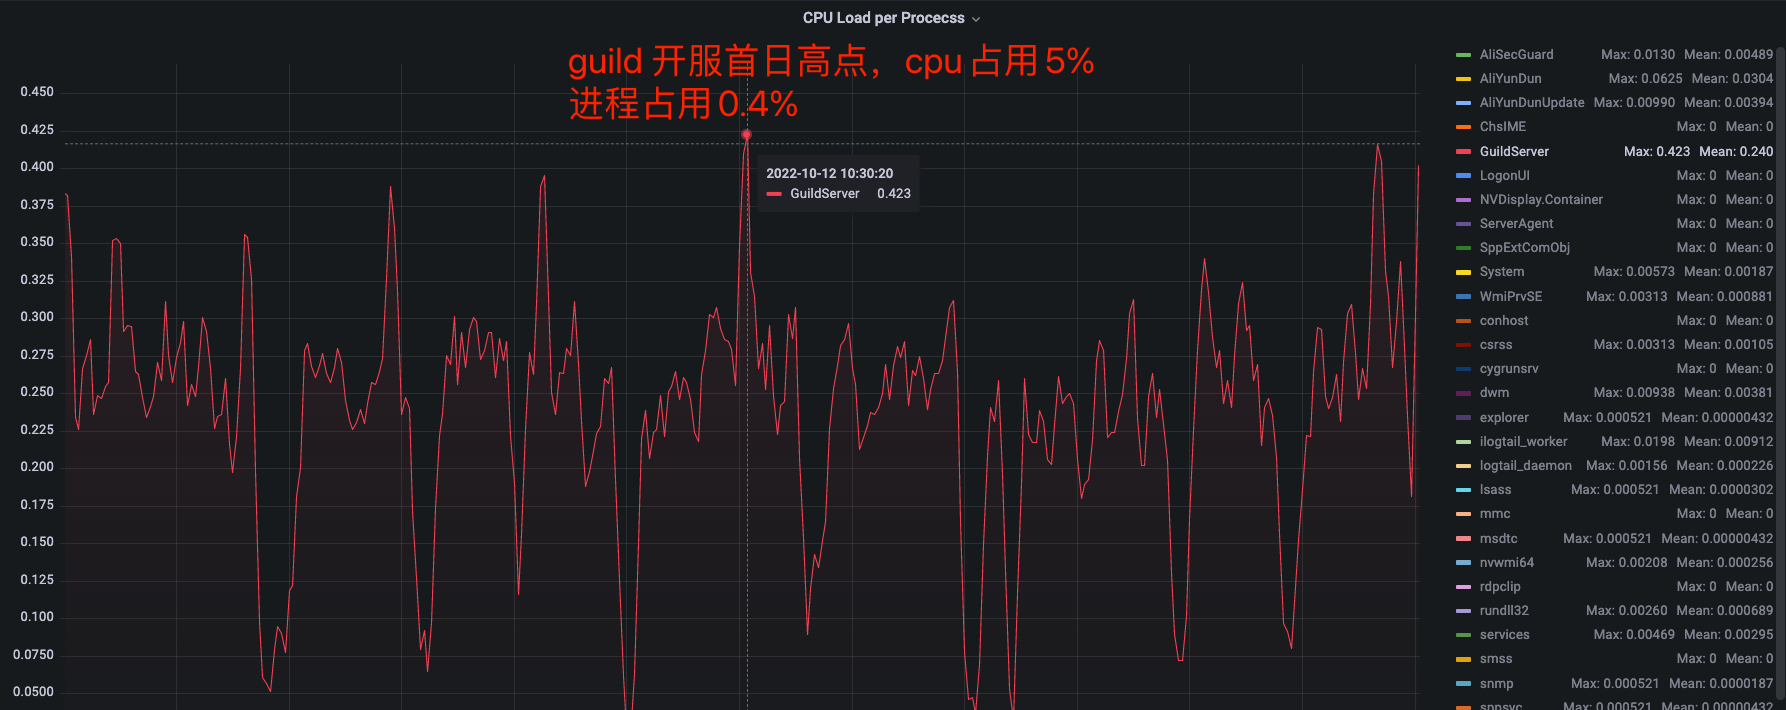 CPU Load per Procecss
guild 开服首日高点，cpu 占用 5%
进程占用 0.4%
0.450
0.425
0.400
0.375
0.350
0.325
0.300
0.275
0.250
0.225
0.200
0.175
0.150
0.125
0.100
0.0750
0.0500
2022-10-12 10:30:20
GuildServer 0.423
AliSecGuard Max: 0.0130 Mean: 0.00489
AliYunDun Max: 0.0625 Mean: 0.0304
AliYunDunUpdate Max: 0.00990 Mean: 0.00394
ChsIME Max: 0 Mean: 0
GuildServer Max: 0.423 Mean: 0.240
LogonUI Max: 0 Mean: 0
NVDisplay.Container Max: 0 Mean: 0
ServerAgent Max: 0 Mean: 0
SppExtComObj Max: 0 Mean: 0
System Max: 0.00573 Mean: 0.00187
WmiPrvSE Max: 0.00313 Mean: 0.000881
conhost Max: 0 Mean: 0
csrss Max: 0.00313 Mean: 0.00105
cygrunsrv Max: 0 Mean: 0
dwm Max: 0.00938 Mean: 0.00381
explorer Max: 0.000521 Mean: 0.00000432
ilogtail_worker Max: 0.0198 Mean: 0.00912
logtail_daemon Max: 0.00156 Mean: 0.000226
lsass Max: 0.000521 Mean: 0.0000302
mmc Max: 0 Mean: 0
msdtc Max: 0.000521 Mean: 0.00000432
nvwmi64 Max: 0.00208 Mean: 0.000256
rdpclip Max: 0 Mean: 0
rundll32 Max: 0.00260 Mean: 0.000689
services Max: 0.00469 Mean: 0.00295
smss Max: 0 Mean: 0
snmp Max: 0.000521 Mean: 0.0000187
sppsvc Max: 0.000521 Mean: 0.00000432